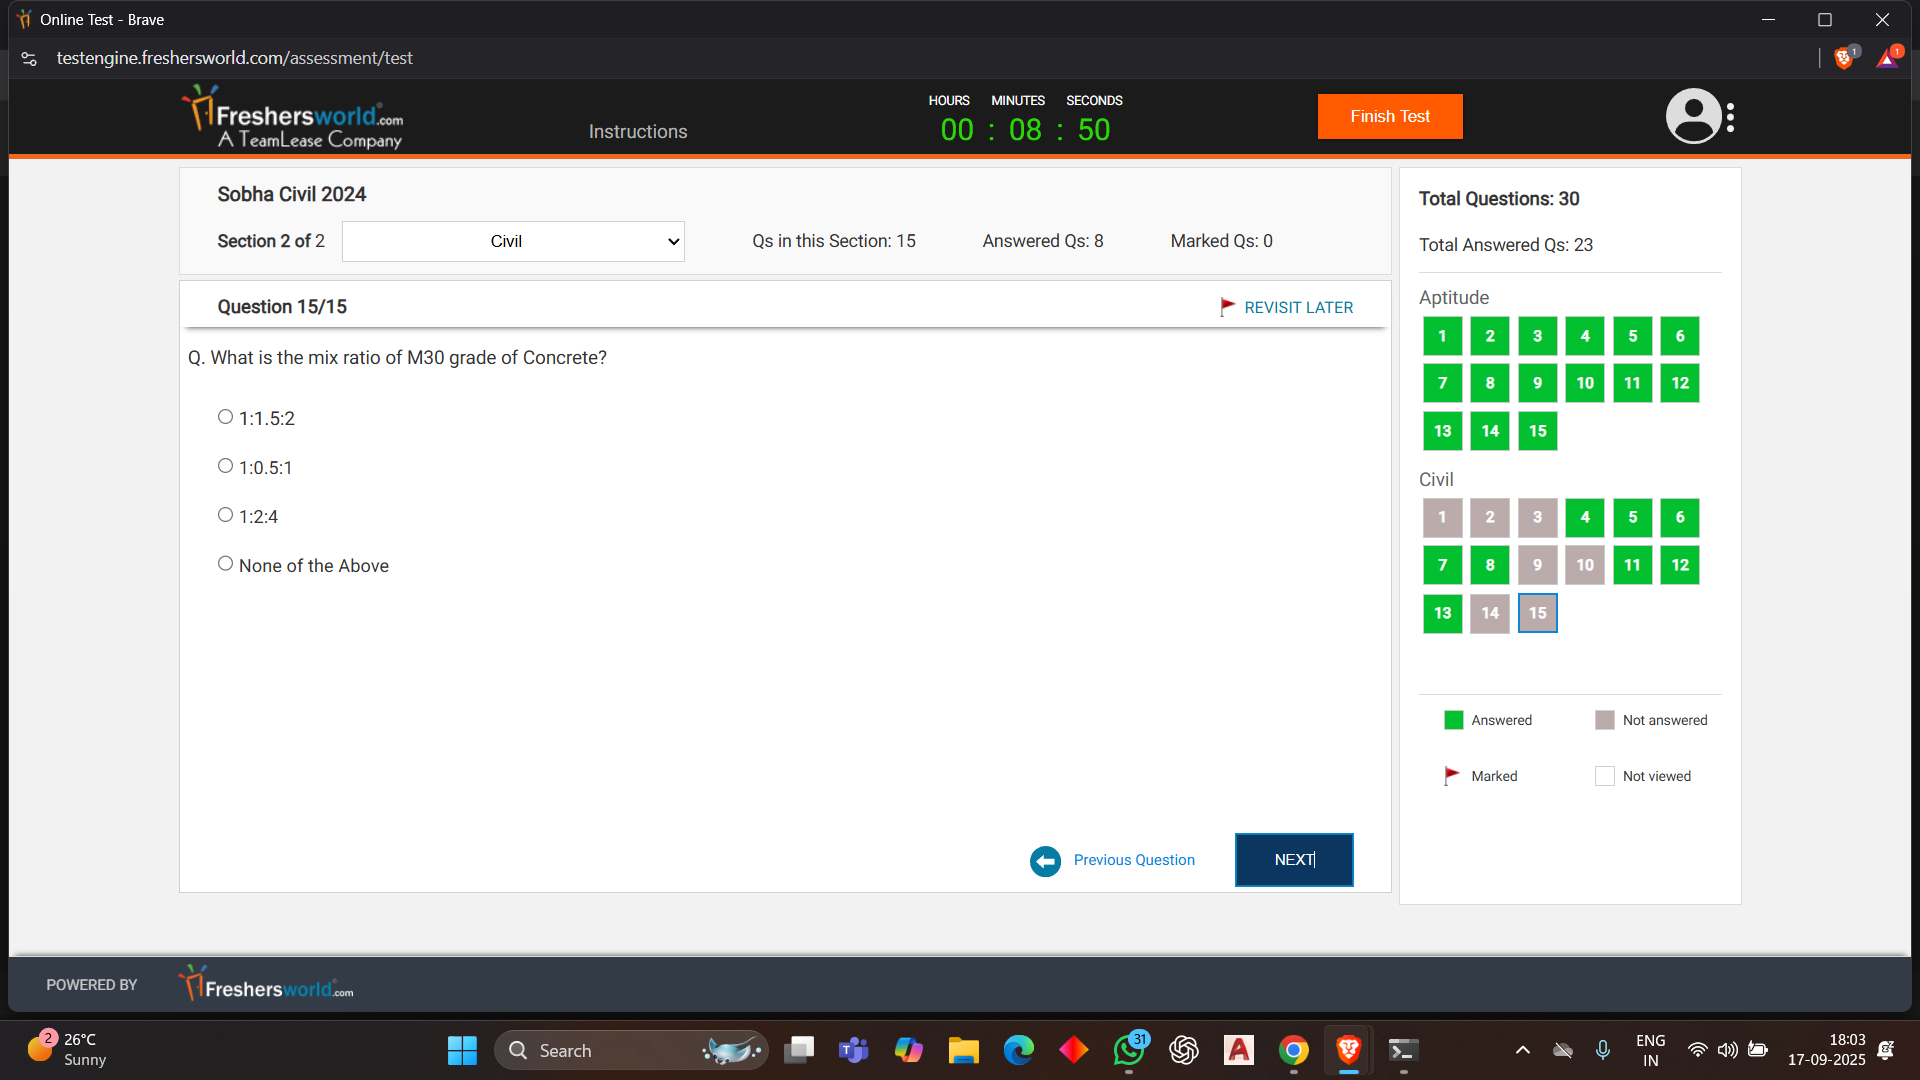 Online Test - Brave
testengine.freshersworld.com/assessment/test
1
1
Freshersworld.com
A TeamLease Company
Instructions
HOURS MINUTES SECONDS
00 : 08 : 50
Finish Test
Sobha Civil 2024
Section 2 of 2
Civil
Qs in this Section: 15
Answered Qs: 8
Marked Qs: 0
Question 15/15
REVISIT LATER
Q. What is the mix ratio of M30 grade of Concrete?
1:1.5:2
1:0.5:1
1:2:4
None of the Above
Previous Question
NEXT
Total Questions: 30
Total Answered Qs: 23
Aptitude
1 2 3 4 5 6
7 8 9 10 11 12
13 14 15
Civil
1 2 3 4 5 6
7 8 9 10 11 12
13 14 15
Answered
Not answered
Marked
Not viewed
POWERED BY
Freshersworld.com
2
26°C
Sunny
Search
31
ENG
IN
18:03
17-09-2025